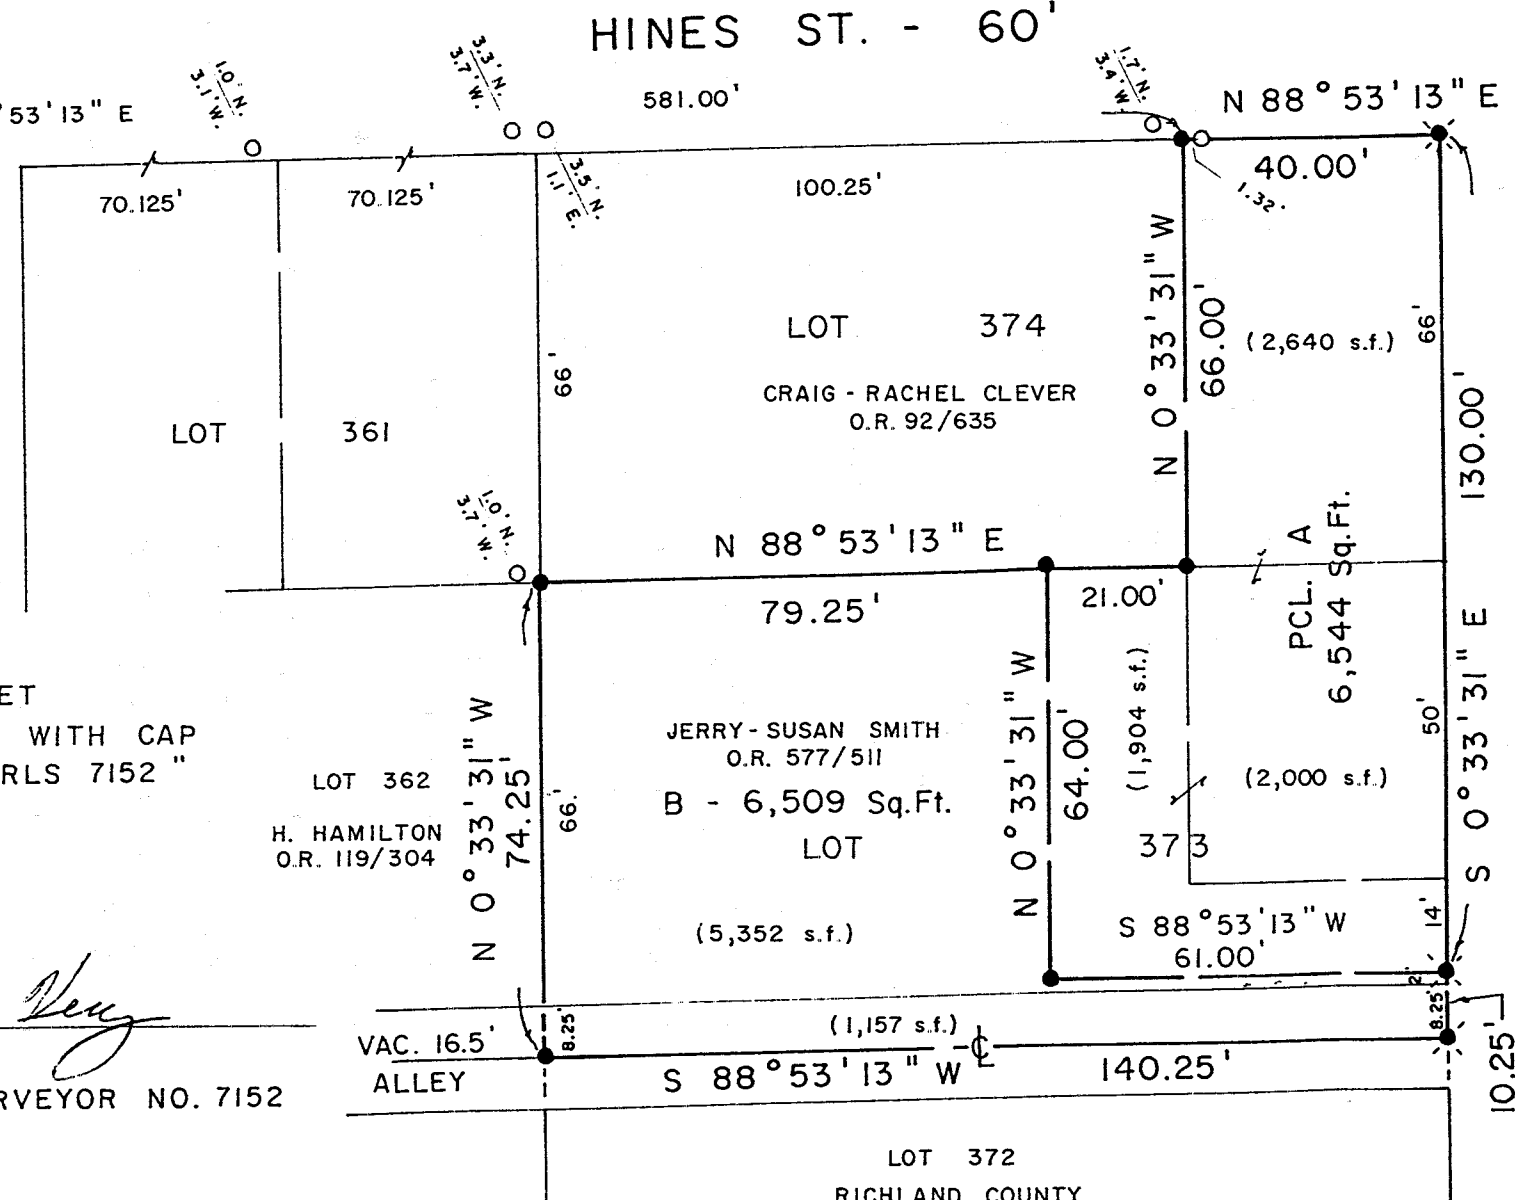 HINES ST. - 60'
1.0' N.
3.1' W.
3.3' N.
3.7' W.
581.00'
1.7' N.
3.4' W.
N 88° 53' 13" E
53' 13" E
70.125'
70.125'
3.5' N.
1.1' E.
100.25'
40.00'
1.32'
LOT 374
CRAIG - RACHEL CLEVER
O.R. 92/635
66'
N 0° 33' 31" W
66.00'
(2,640 s.f.)
66'
130.00'
LOT 361
1.0' N.
3.7' W.
N 88° 53' 13" E
79.25'
21.00'
PCL. A
6,544 Sq.Ft.
ET
WITH CAP
RLS 7152 "
LOT 362
H. HAMILTON
O.R. 119/304
N 0° 33' 31" W
74.25'
66.'
JERRY - SUSAN SMITH
O.R. 577/511
B - 6,509 Sq.Ft.
LOT
373
(5,352 s.f.)
N 0° 33' 31" W
64.00'
(1,904 s.f.)
(2,000 s.f.)
50'
S 0° 33' 31" E
14'
S 88° 53' 13" W
61.00'
2'
8.25'
10.25'
VAC. 16.5'
ALLEY
8.25'
(1,157 s.f.)
S 88° 53' 13" W ℄ 140.25'
RVEYOR NO. 7152
LOT 372
RICHLAND COUNTY